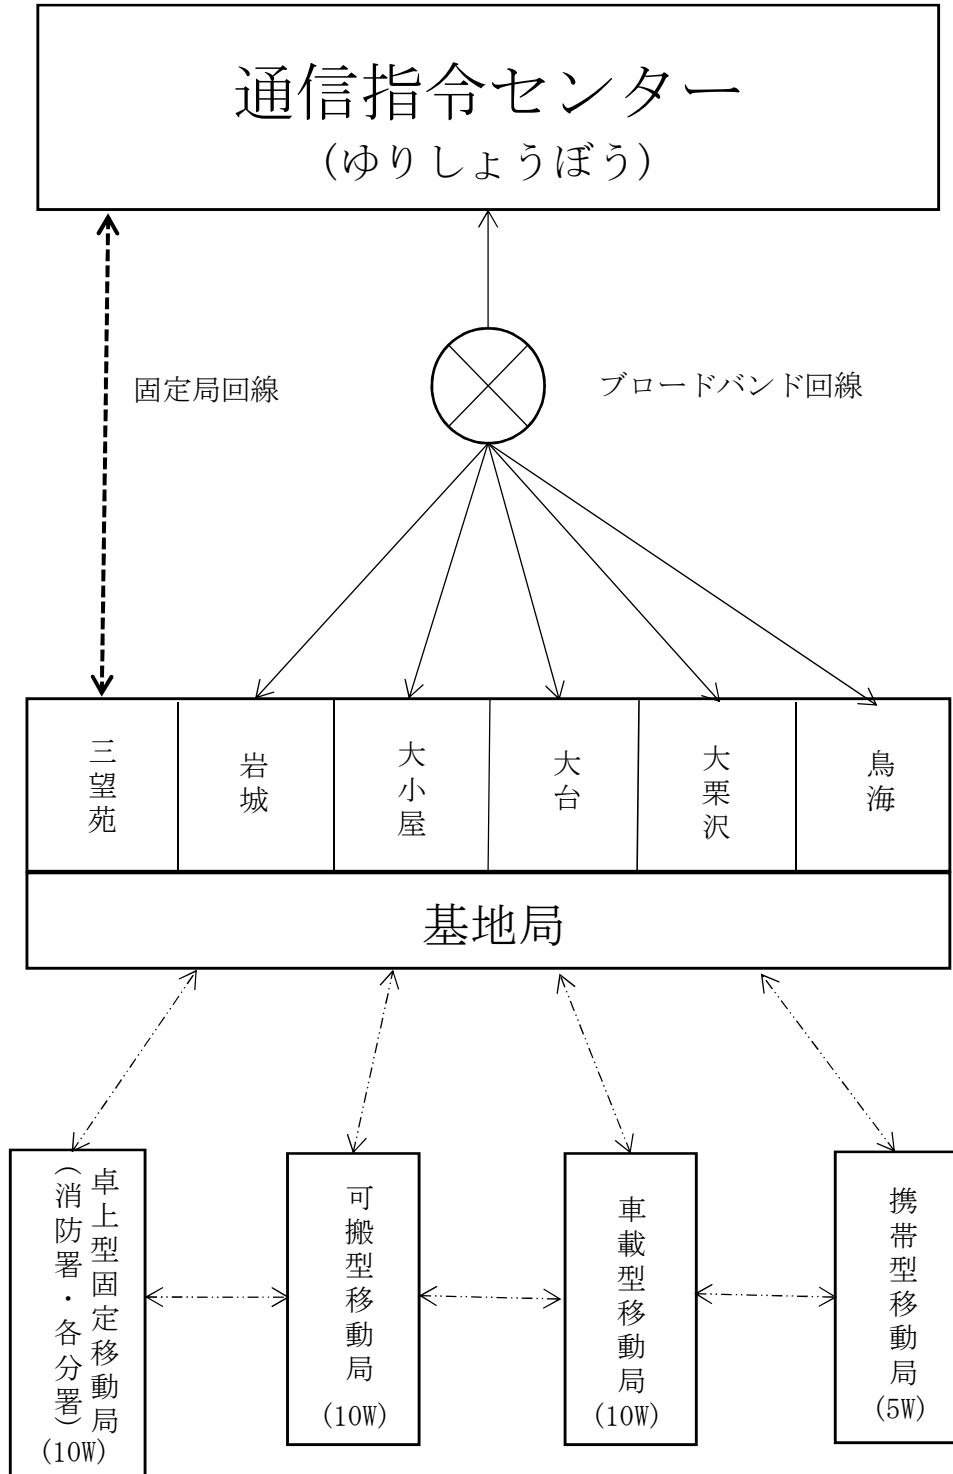 通信指令センター
(ゆりしょうぼう)
固定局回線
ブロードバンド回線
三望苑
岩城
大小屋
大台
大栗沢
鳥海
基地局
卓上型固定移動局
(消防署・各分署)
(10W)
可搬型移動局
(10W)
車載型移動局
(10W)
携帯型移動局
(5W)